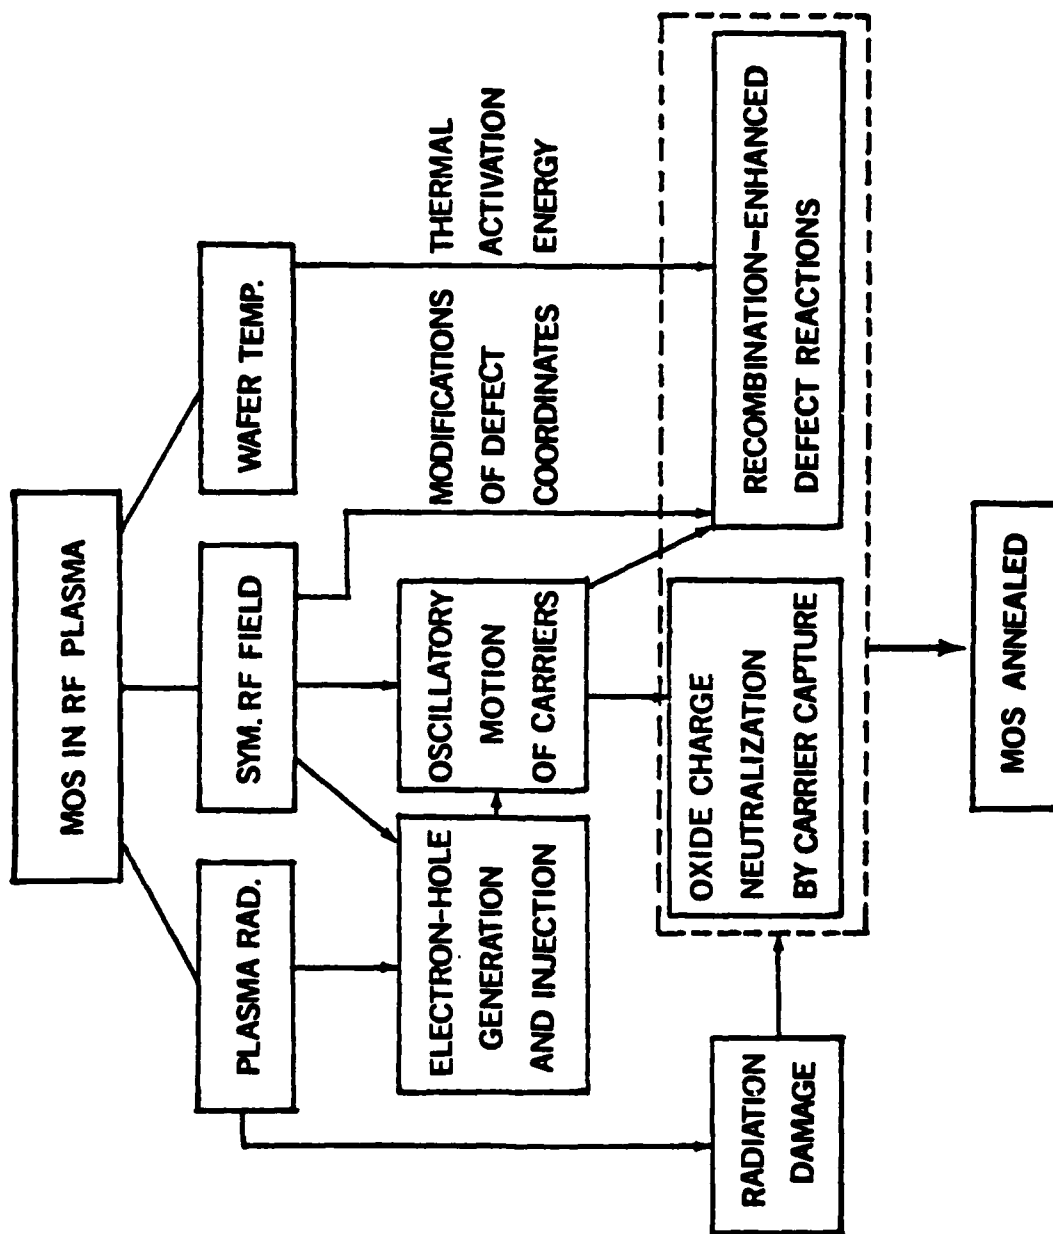 MOS IN RF PLASMA
PLASMA RAD.
SYM. RF FIELD
WAFER TEMP.
ELECTRON-HOLE
GENERATION
AND INJECTION
OSCILLATORY
MOTION
OF CARRIERS
MODIFICATIONS
OF DEFECT
COORDINATES
THERMAL
ACTIVATION
ENERGY
RADIATION
DAMAGE
OXIDE CHARGE
NEUTRALIZATION
BY CARRIER CAPTURE
RECOMBINATION-ENHANCED
DEFECT REACTIONS
MOS ANNEALED